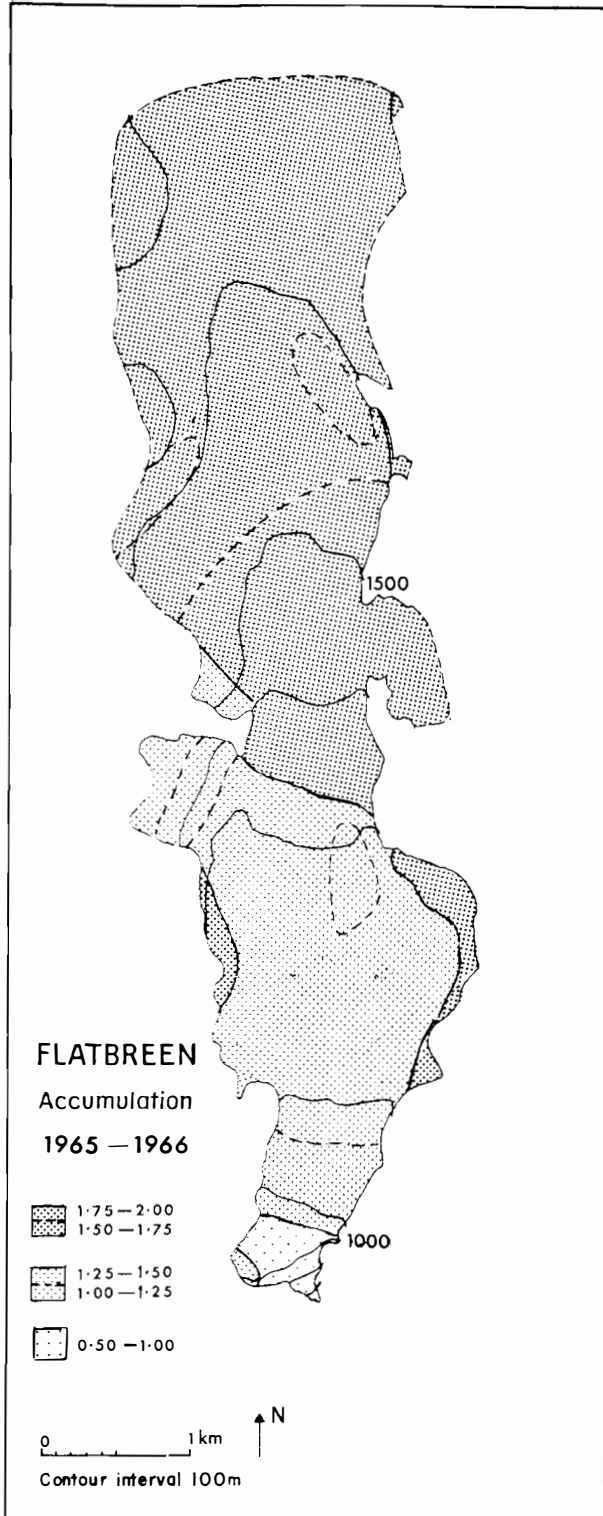 1500
FLATBREEN
Accumulation
1965 — 1966
1·75 — 2·00
1·50 — 1·75
1·25 — 1·50
1·00 — 1·25
0·50 — 1·00
1000
N
0 1 km
Contour interval 100m